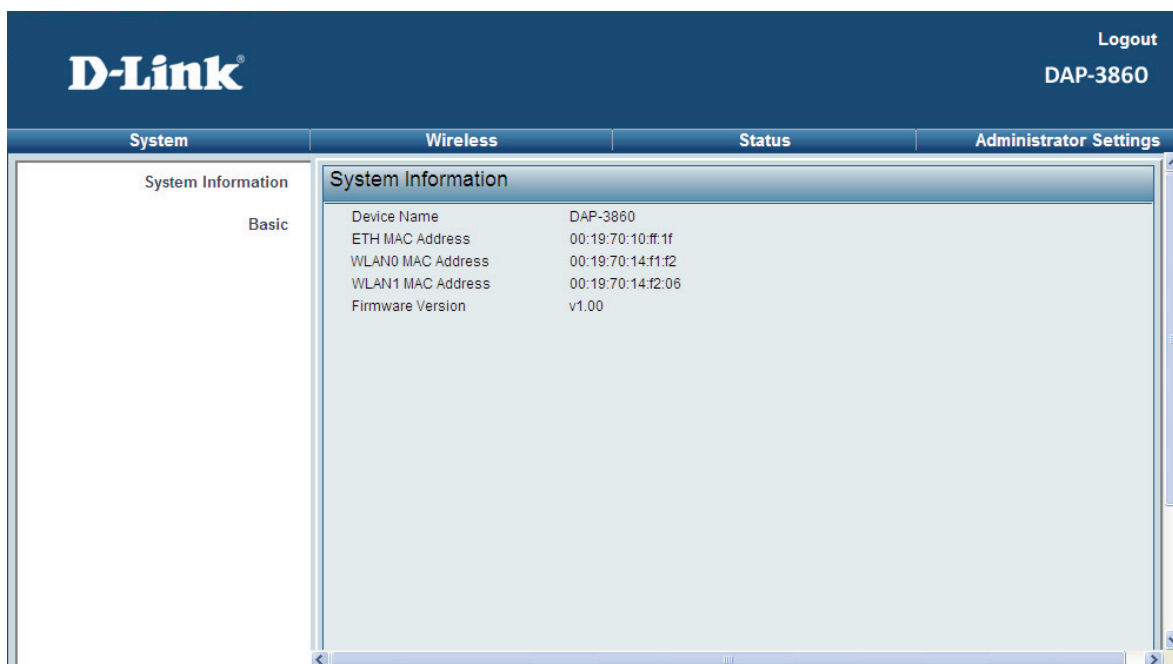 Logout
D-Link®
DAP-3860
System Wireless Status Administrator Settings
System Information
Basic
System Information
Device Name DAP-3860
ETH MAC Address 00:19:70:10:ff:1f
WLAN0 MAC Address 00:19:70:14:f1:f2
WLAN1 MAC Address 00:19:70:14:f2:06
Firmware Version v1.00